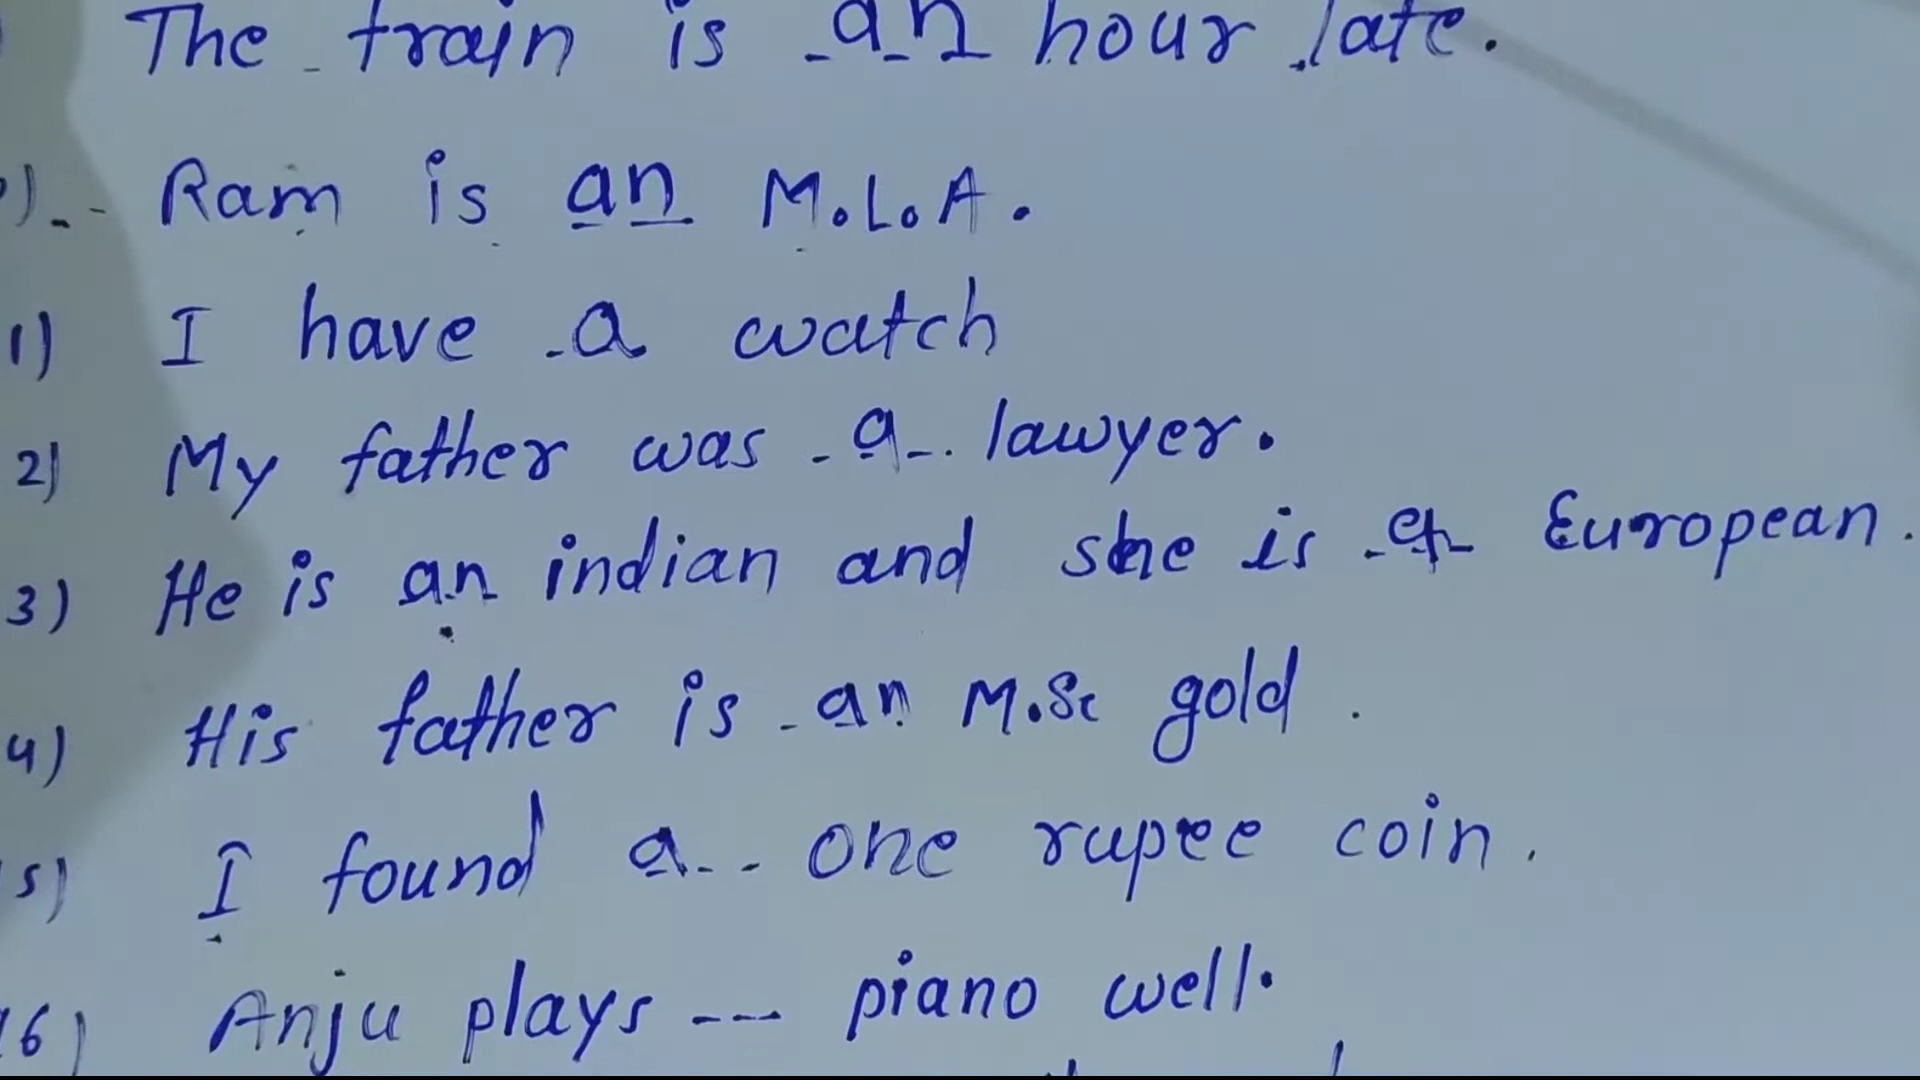 The train is an hour late.
). Ram is an M.L.A.
1) I have a watch
2) My father was a lawyer.
3) He is an indian and she is a European.
4) His father is an M.Sc gold.
5) I found a one rupee coin.
16) Anju plays --- piano well.